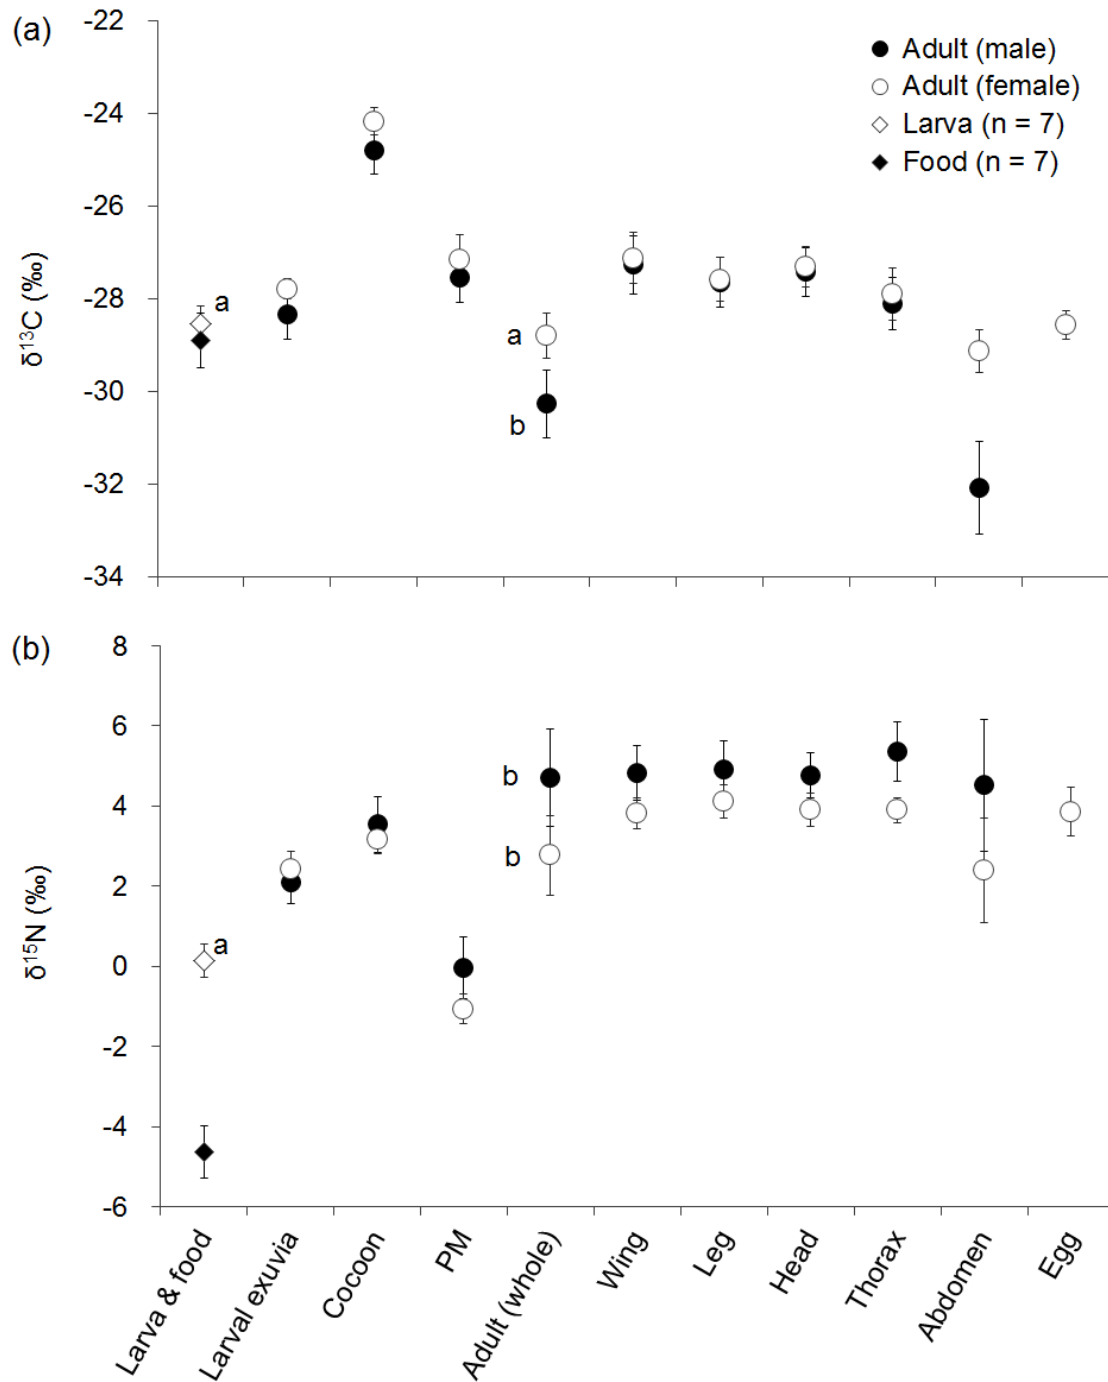 (a)
-22
-24
-26
-28
-30
-32
-34
δ¹³C (‰)
Adult (male)
Adult (female)
Larva (n = 7)
Food (n = 7)
a
a
b
(b)
8
6
4
2
0
-2
-4
-6
δ¹⁵N (‰)
a
b
b
Larva & food
Larval exuvia
Cocoon
PM
Adult (whole)
Wing
Leg
Head
Thorax
Abdomen
Egg